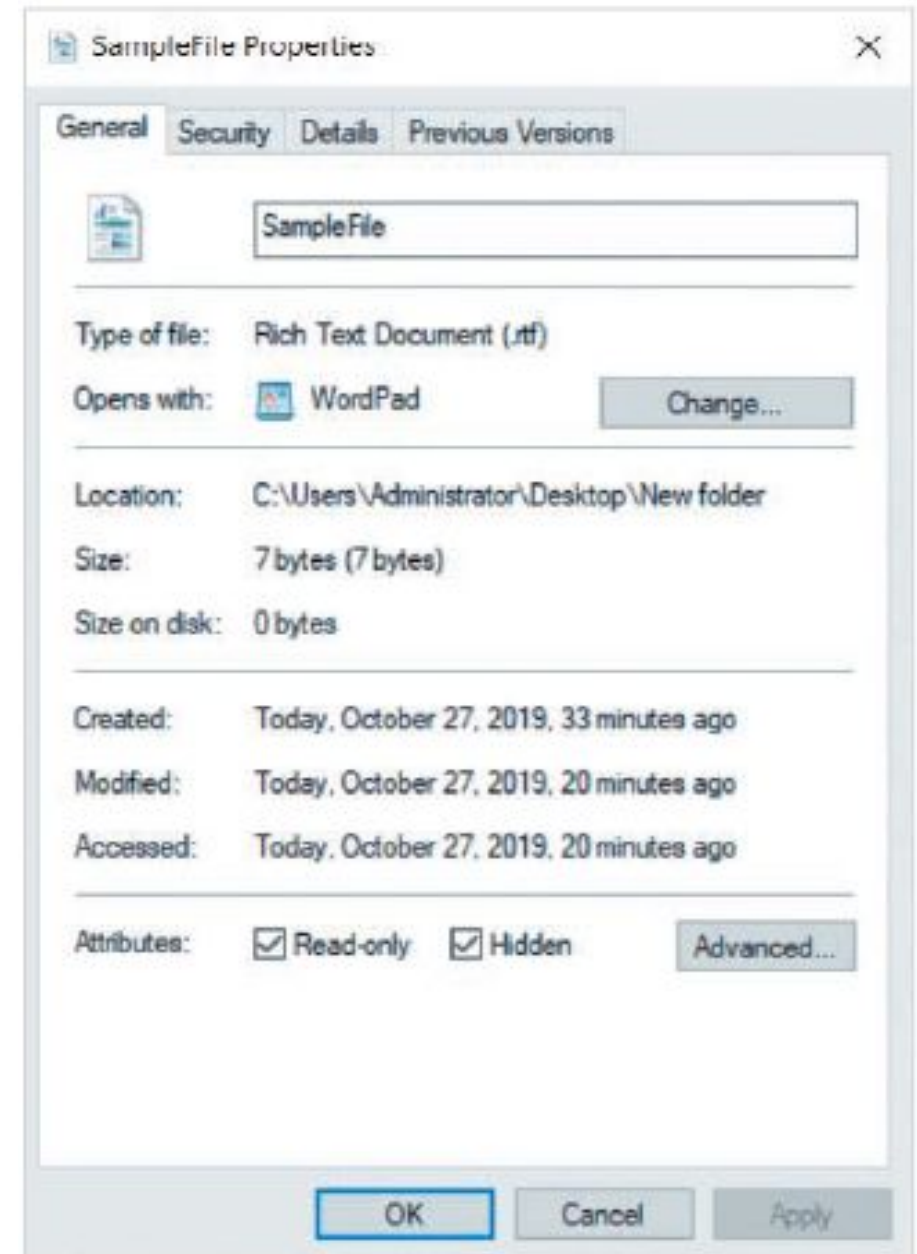 SampleFile Properties
General Security Details Previous Versions
SampleFile
Type of file: Rich Text Document (.rtf)
Opens with: WordPad Change...
Location: C:\Users\Administrator\Desktop\New folder
Size: 7 bytes (7 bytes)
Size on disk: 0 bytes
Created: Today, October 27, 2019, 33 minutes ago
Modified: Today, October 27, 2019, 20 minutes ago
Accessed: Today, October 27, 2019, 20 minutes ago
Attributes: Read-only Hidden Advanced...
OK Cancel Apply